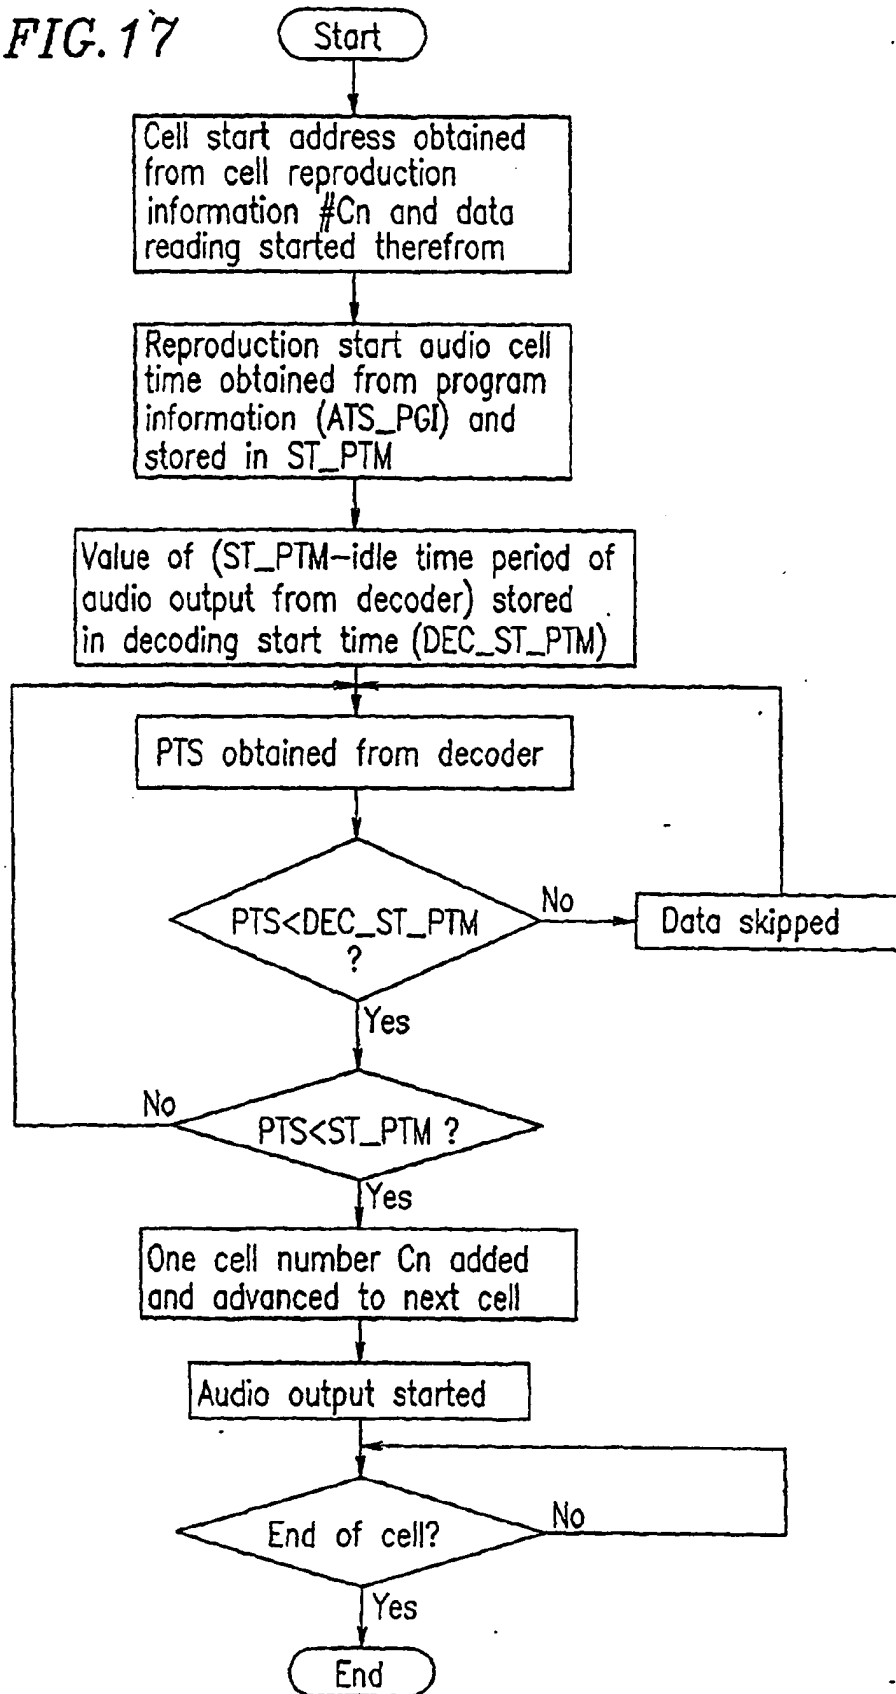 FIG.17
Start
Cell start address obtained
from cell reproduction
information #Cn and data
reading started therefrom
Reproduction start audio cell
time obtained from program
information (ATS_PGI) and
stored in ST_PTM
Value of (ST_PTM-idle time period of
audio output from decoder) stored
in decoding start time (DEC_ST_PTM)
PTS obtained from decoder
PTS<DEC_ST_PTM
?
No
Data skipped
Yes
No
PTS<ST_PTM ?
Yes
One cell number Cn added
and advanced to next cell
Audio output started
End of cell?
No
Yes
End